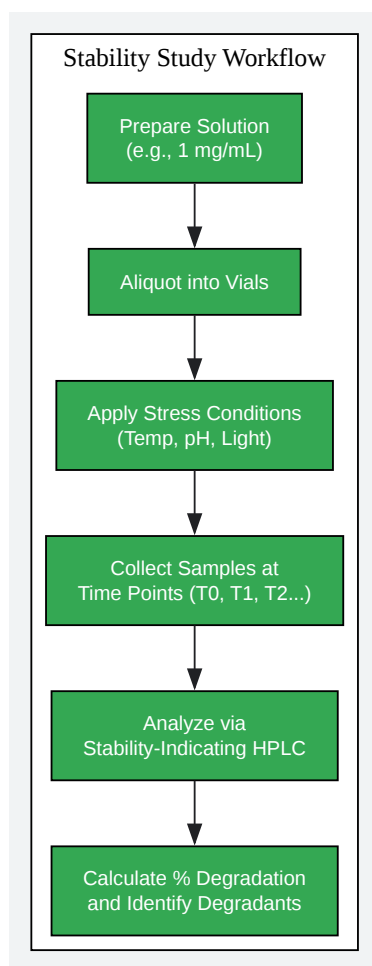 Stability Study Workflow
Prepare Solution
(e.g., 1 mg/mL)
Aliquot into Vials
Apply Stress Conditions
(Temp, pH, Light)
Collect Samples at
Time Points (T0, T1, T2...)
Analyze via
Stability-Indicating HPLC
Calculate % Degradation
and Identify Degradants